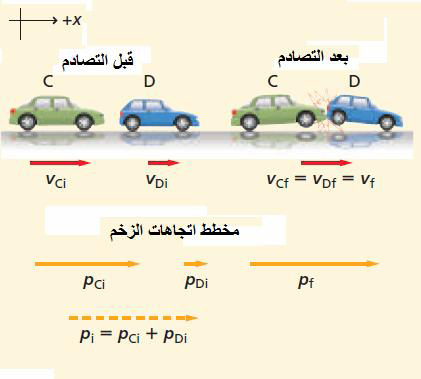 +x
قبل التصادم
بعد التصادم
C D
C D
vCi vDi
vCf = vDf = vf
مخطط اتجاهات الزخم
pCi pDi pf
pi = pCi + pDi